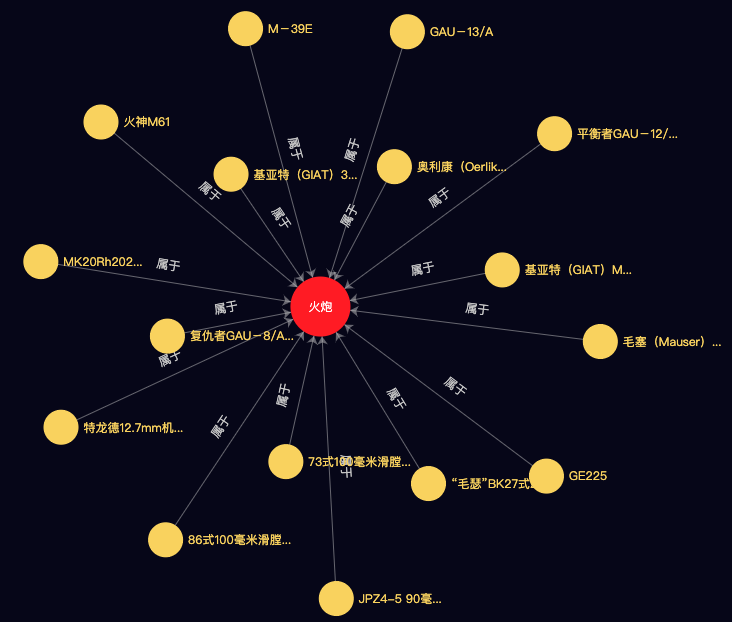 M－39E
GAU－13/A
火神M61
平衡者GAU－12/...
属于
属于
基亚特（GIAT）3...
奥利康（Oerlik...
属于
属于
属于
属于
MK20Rh202...
属于
属于
基亚特（GIAT）M...
火炮
属于
属于
复仇者GAU－8/A...
毛塞（Mauser）...
属于
属于
属于
属于
特龙德12.7mm机...
属于
73式100毫米滑膛...
属于
GE225
“毛瑟”BK27式
86式100毫米滑膛...
JPZ4-5 90毫...